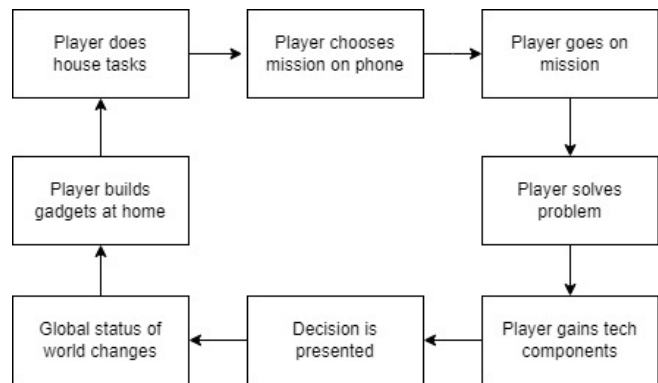 Player does
house tasks
Player chooses
mission on phone
Player goes on
mission
Player builds
gadgets at home
Player solves
problem
Global status of
world changes
Decision is
presented
Player gains tech
components